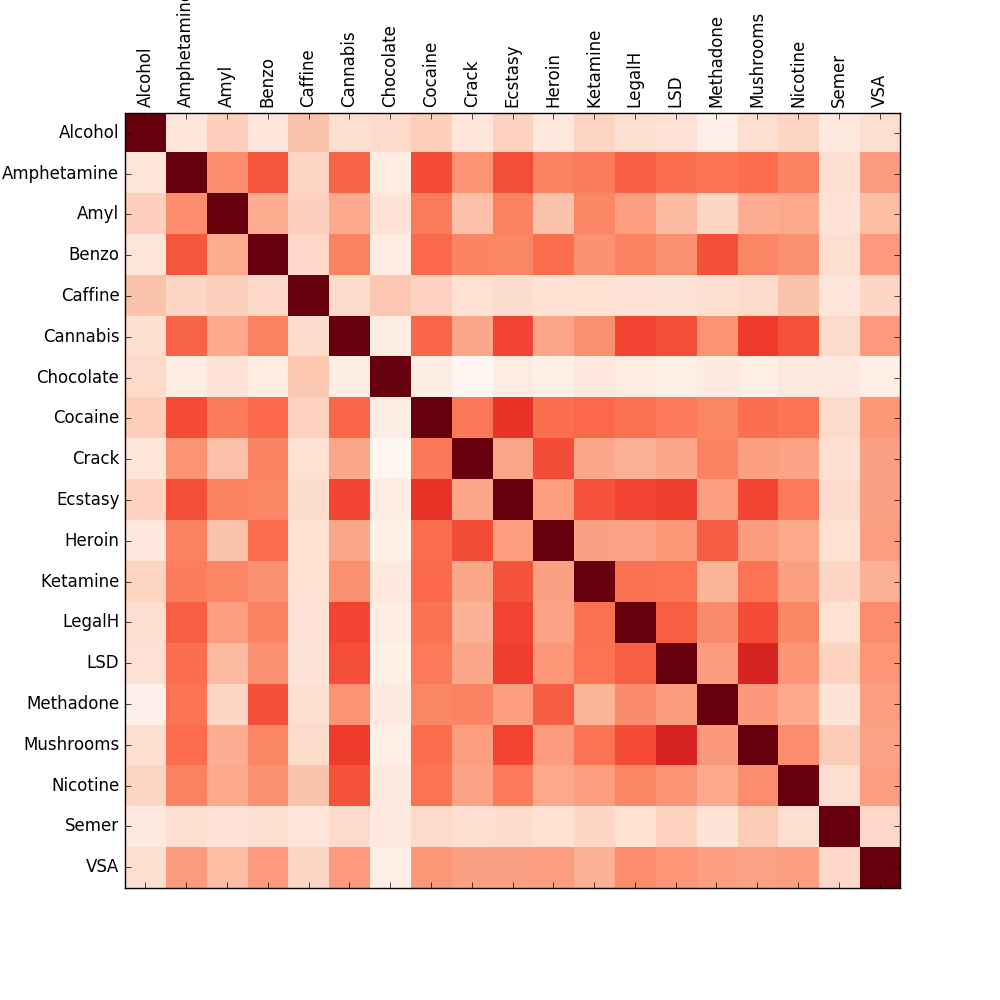 Alcohol
Amphetamine
Amyl
Benzo
Caffine
Cannabis
Chocolate
Cocaine
Crack
Ecstasy
Heroin
Ketamine
LegalH
LSD
Methadone
Mushrooms
Nicotine
Semer
VSA
Alcohol
Amphetamine
Amyl
Benzo
Caffine
Cannabis
Chocolate
Cocaine
Crack
Ecstasy
Heroin
Ketamine
LegalH
LSD
Methadone
Mushrooms
Nicotine
Semer
VSA